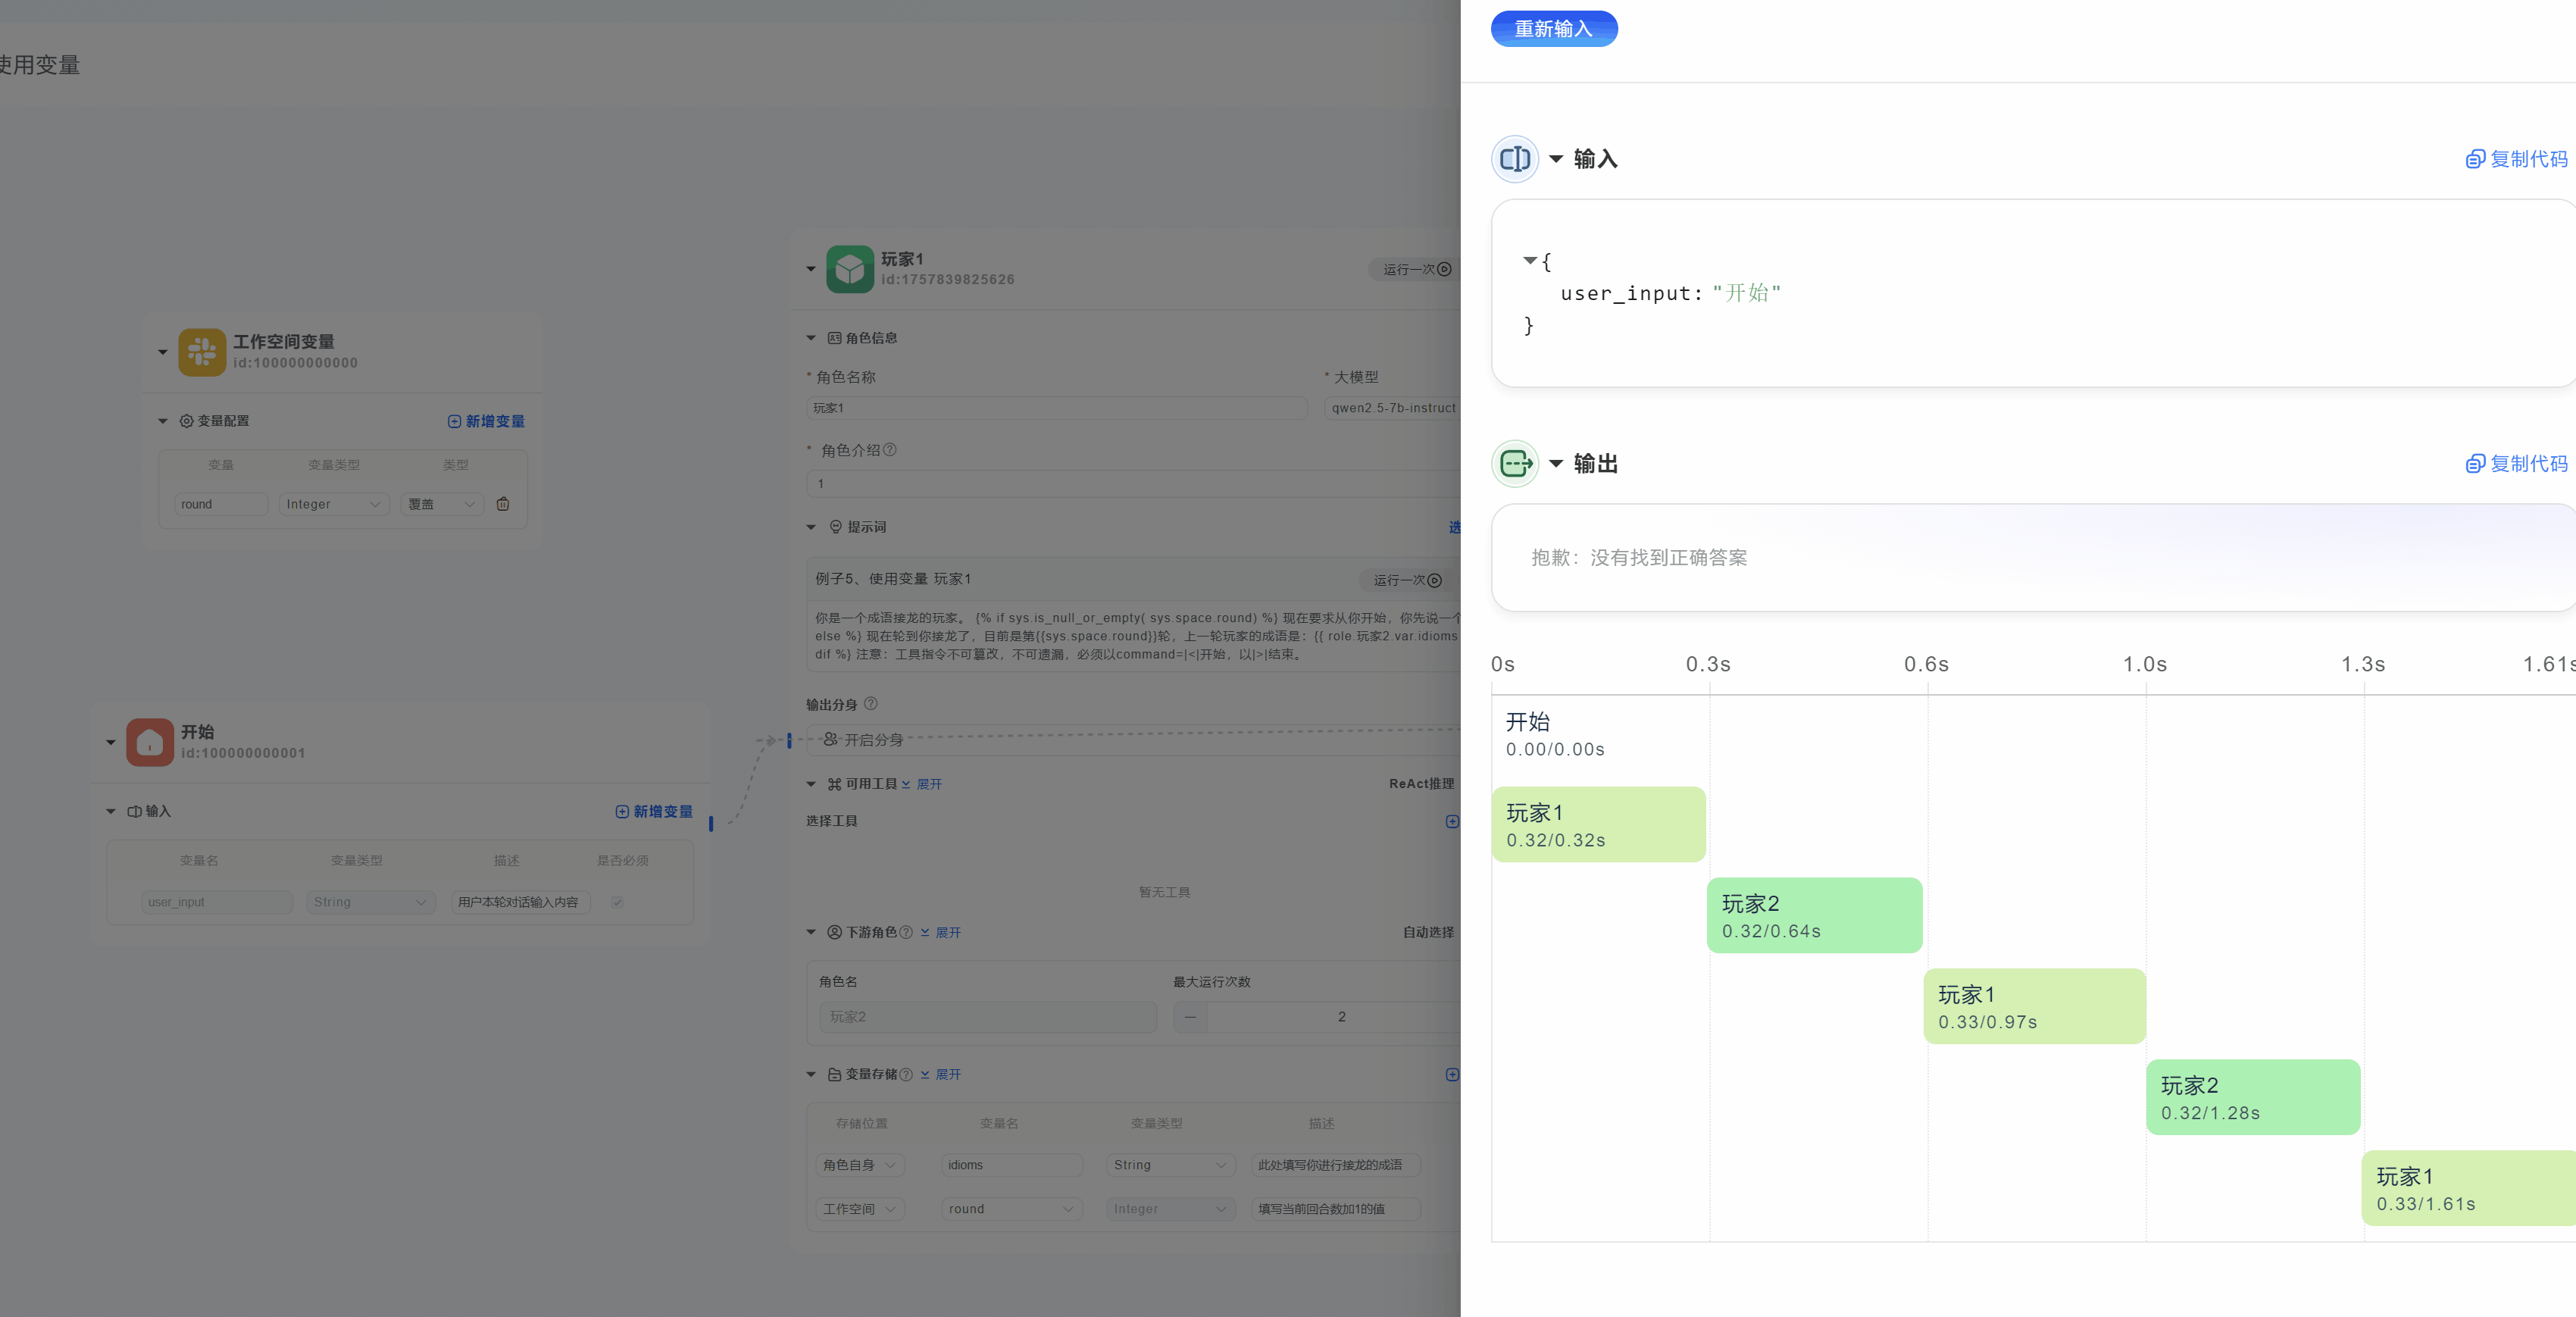 使用变量
工作空间变量
id:100000000000
变量配置
新增变量
变量 变量类型 类型
round Integer 覆盖
开始
id:100000000001
输入
新增变量
变量名 变量类型 描述 是否必须
user_input String 用户本轮对话输入内容
玩家1
id:1757839825626
运行一次
角色信息
* 角色名称 * 大模型
玩家1 qwen2.5-7b-instruct
* 角色介绍
1
提示词
选
例子5、使用变量 玩家1
运行一次
你是一个成语接龙的玩家。 {% if sys.is_null_or_empty( sys.space.round) %} 现在要求从你开始，你先说一个
else %} 现在轮到你接龙了，目前是第{{sys.space.round}}轮，上一轮玩家的成语是：{{ role.玩家2.var.idioms
dif %} 注意：工具指令不可篡改，不可遗漏，必须以command=|<|开始，以|>|结束。
输出分身
开启分身
可用工具 展开 ReAct推理
选择工具
暂无工具
下游角色 展开 自动选择
角色名 最大运行次数
玩家2 2
变量存储 展开
存储位置 变量名 变量类型 描述
角色自身 idioms String 此处填写你进行接龙的成语
工作空间 round Integer 填写当前回合数加1的值
重新输入
输入
复制代码
{
user_input: "开始"
}
输出
复制代码
抱歉：没有找到正确答案
0s 0.3s 0.6s 1.0s 1.3s 1.61s
开始
0.00/0.00s
玩家1
0.32/0.32s
玩家2
0.32/0.64s
玩家1
0.33/0.97s
玩家2
0.32/1.28s
玩家1
0.33/1.61s